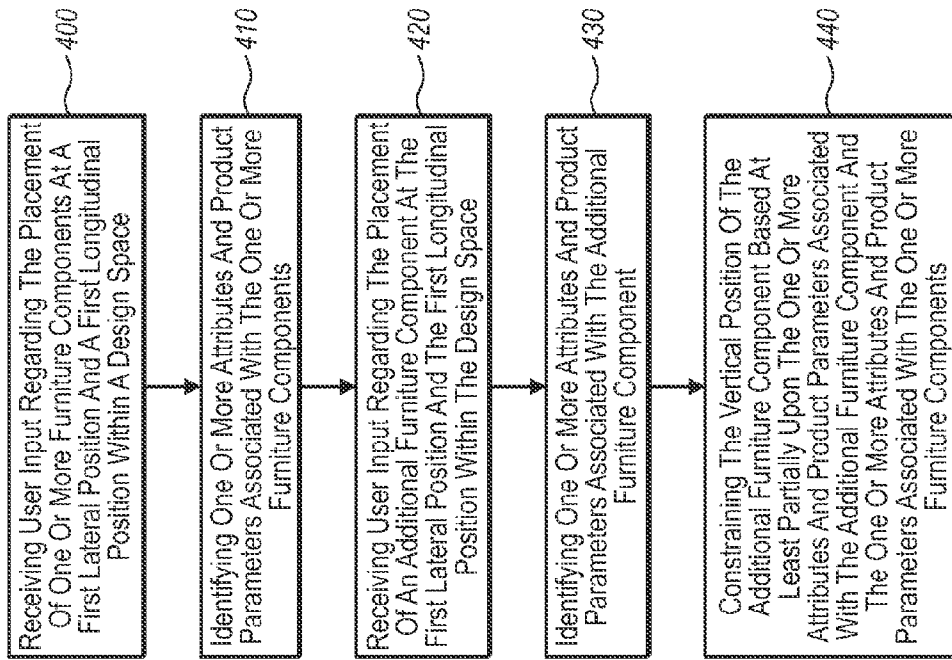 Receiving User Input Regarding The Placement
Of One Or More Furniture Components At A
First Lateral Position And A First Longitudinal
Position Within A Design Space
400
Identifying One Or More Attributes And Product
Parameters Associated With The One Or More
Furniture Components
410
Receiving User Input Regarding The Placement
Of An Additional Furniture Component At The
First Lateral Position And The First Longitudinal
Position Within The Design Space
420
Identifying One Or More Attributes And Product
Parameters Associated With The Additional
Furniture Component
430
Constraining The Vertical Position Of The
Additional Furniture Component Based At
Least Partially Upon The One Or More
Attributes And Product Parameters Associated
With The Additional Furniture Component And
The One Or More Attributes And Product
Parameters Associated With The One Or More
Furniture Components
440